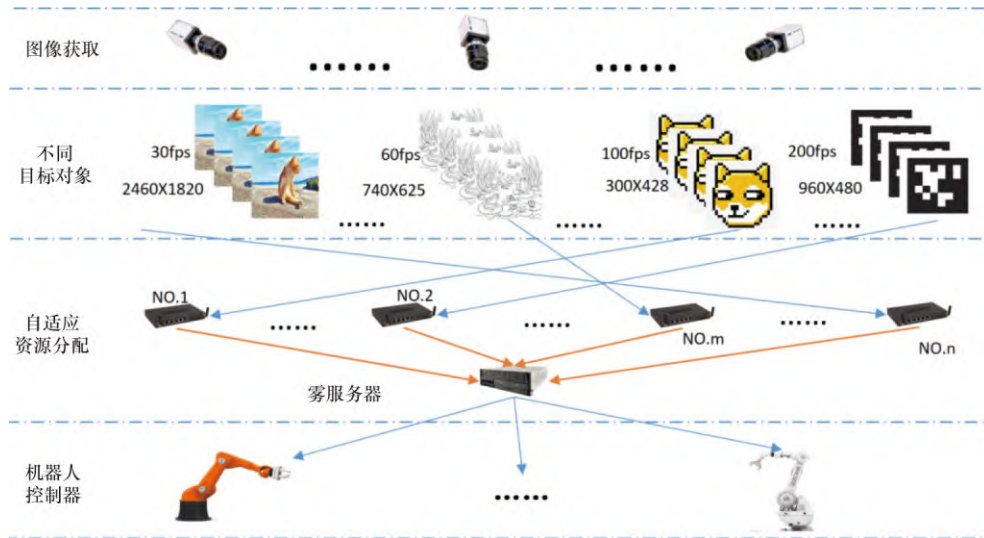 图像获取
不同
目标对象
30fps
2460X1820
60fps
740X625
100fps
300X428
200fps
960X480
自适应
资源分配
NO.1
NO.2
NO.m
NO.n
雾服务器
机器人
控制器